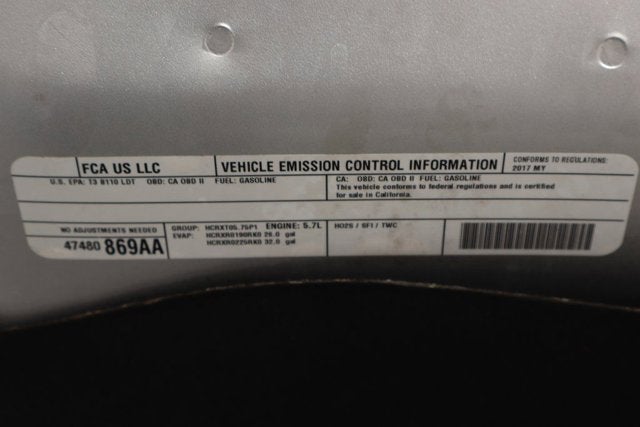 FCA US LLC
VEHICLE EMISSION CONTROL INFORMATION
CONFORMS TO REGULATIONS:
2017 MY
U.S. EPA: T3 B110 LDT OBD: CA OBD II FUEL: GASOLINE
CA: OBD: CA OBD II FUEL: GASOLINE
This vehicle conforms to federal regulations and is certified
for sale in California.
NO ADJUSTMENTS NEEDED
47480 869AA
GROUP: HCRXT05.75P1 ENGINE: 5.7L
EVAP: HCRXR0190RK0 26.0 gal
HCRXR0225RK0 32.0 gal
HO2S / SFI / TWC